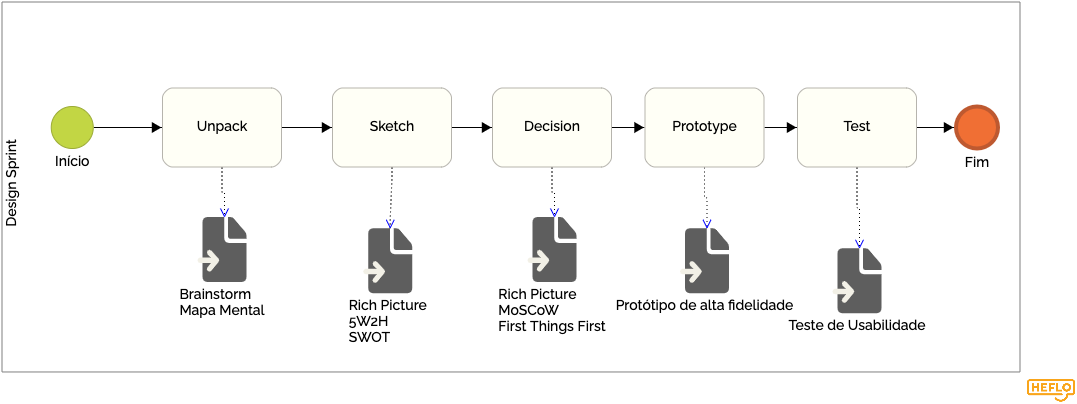 Design Sprint
Início
Unpack
Sketch
Decision
Prototype
Test
Fim
Brainstorm
Mapa Mental
Rich Picture
5W2H
SWOT
Rich Picture
MoSCoW
First Things First
Protótipo de alta fidelidade
Teste de Usabilidade
HEFLO